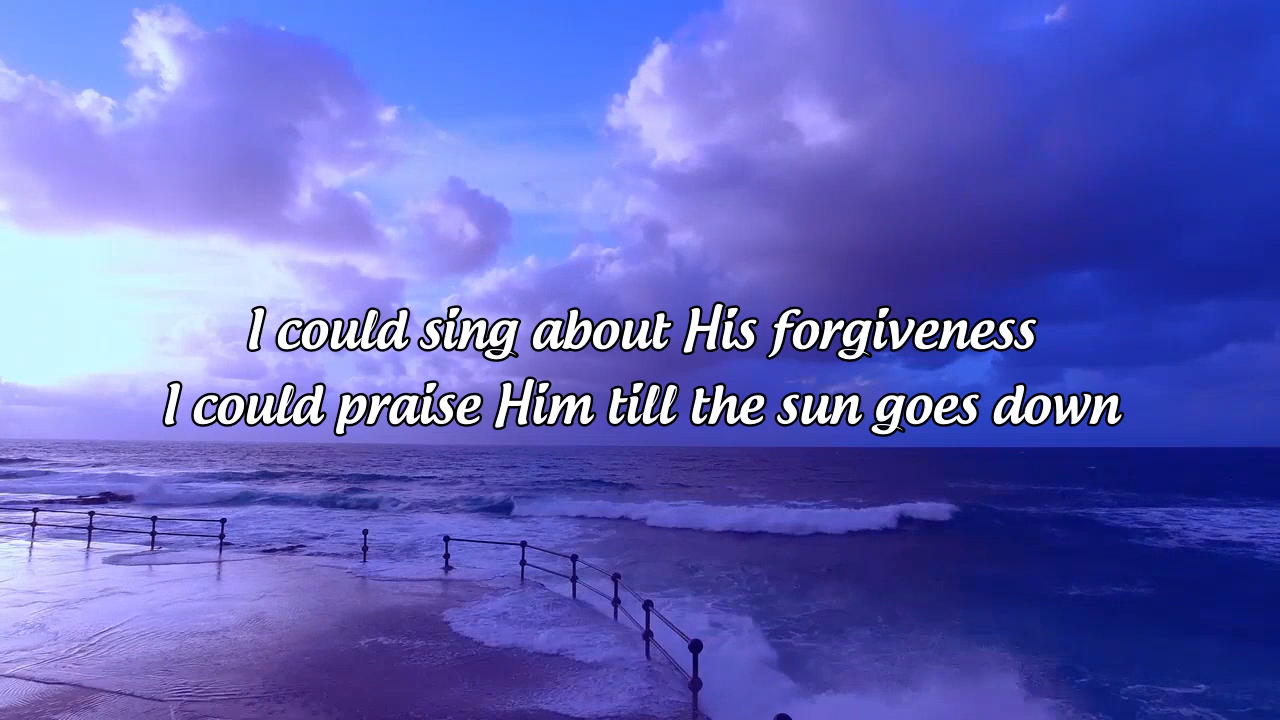 I could sing about His forgiveness
I could praise Him till the sun goes down